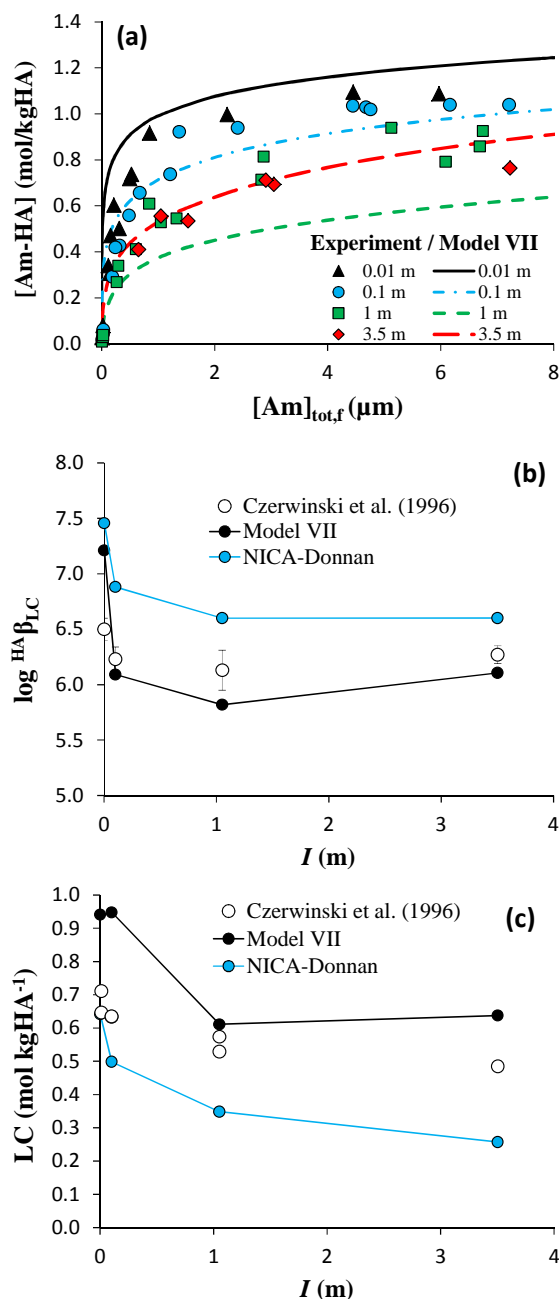 (a)
[Am-HA] (mol/kgHA)
1.4
1.2
1.0
0.8
0.6
0.4
0.2
0.0
Experiment / Model VII
0.01 m 0.01 m
0.1 m 0.1 m
1 m 1 m
3.5 m 3.5 m
0 2 4 6 8
[Am]tot,f (µm)
(b)
log HAβLC
8.0
7.5
7.0
6.5
6.0
5.5
5.0
Czerwinski et al. (1996)
Model VII
NICA-Donnan
0 1 2 3 4
I (m)
(c)
LC (mol kgHA-1)
1.0
0.9
0.8
0.7
0.6
0.5
0.4
0.3
0.2
0.1
0.0
Czerwinski et al. (1996)
Model VII
NICA-Donnan
0 1 2 3 4
I (m)